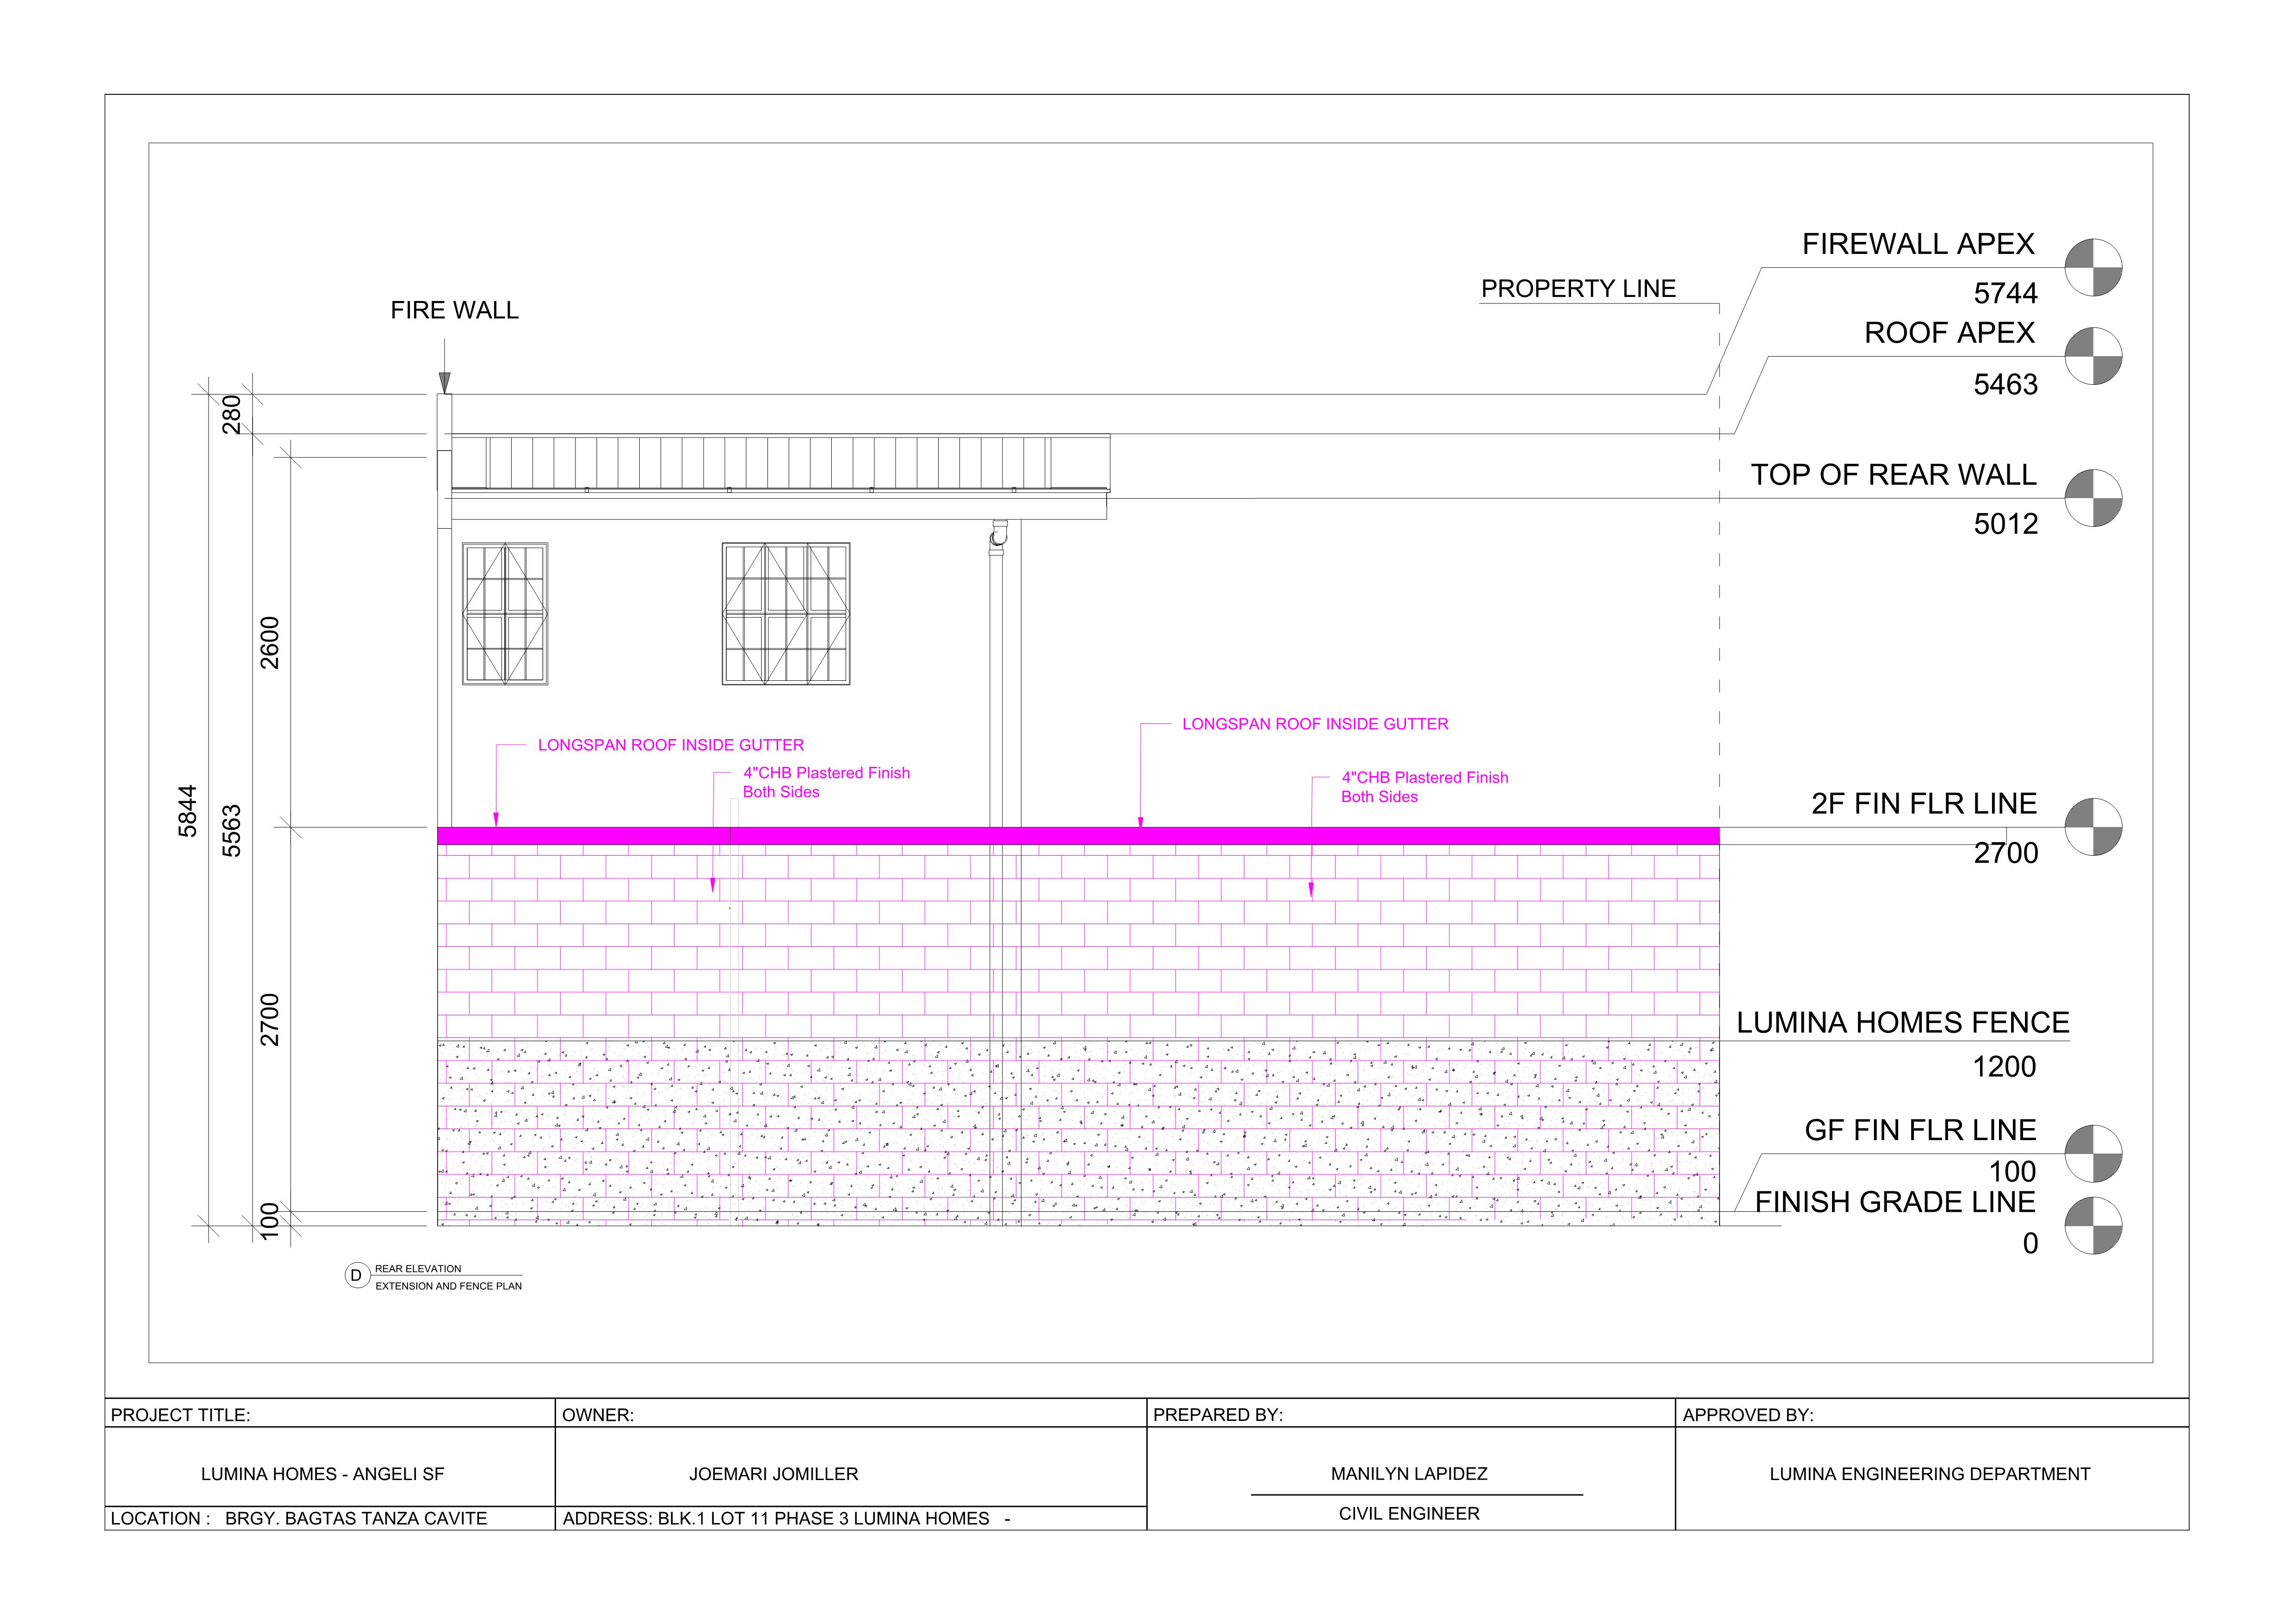 FIREWALL APEX
5744
PROPERTY LINE
FIRE WALL
ROOF APEX
5463
280
TOP OF REAR WALL
5012
2600
LONGSPAN ROOF INSIDE GUTTER
LONGSPAN ROOF INSIDE GUTTER
4"CHB Plastered Finish
Both Sides
4"CHB Plastered Finish
Both Sides
5844
5563
2F FIN FLR LINE
2700
2700
LUMINA HOMES FENCE
1200
GF FIN FLR LINE
100
FINISH GRADE LINE
0
100
D
REAR ELEVATION
EXTENSION AND FENCE PLAN
PROJECT TITLE:
LUMINA HOMES - ANGELI SF
LOCATION : BRGY. BAGTAS TANZA CAVITE
OWNER:
JOEMARI JOMILLER
ADDRESS: BLK.1 LOT 11 PHASE 3 LUMINA HOMES -
PREPARED BY:
MANILYN LAPIDEZ
CIVIL ENGINEER
APPROVED BY:
LUMINA ENGINEERING DEPARTMENT